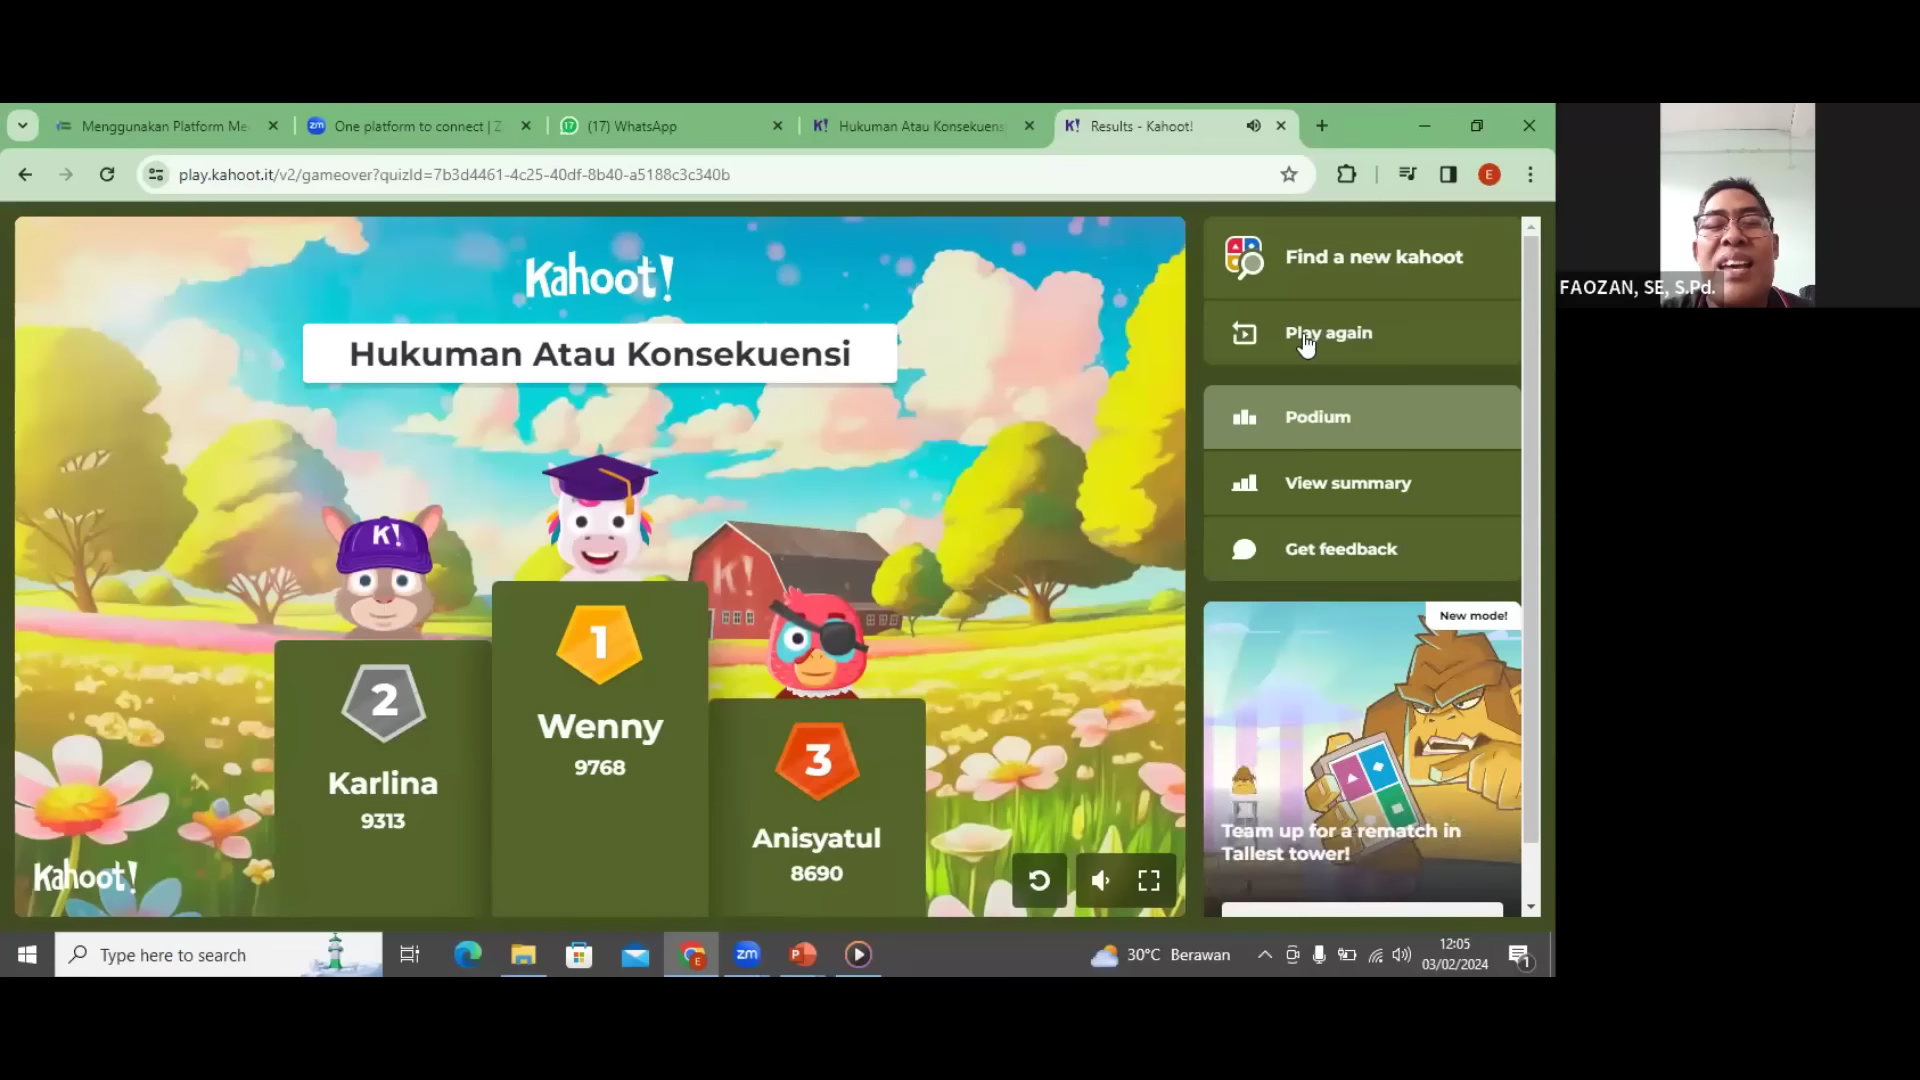 Menggunakan Platform Me
One platform to connect | Z
17
(17) WhatsApp
K! Hukuman Atau Konsekuens
K! Results - Kahoot!
play.kahoot.it/v2/gameover?quizId=7b3d4461-4c25-40df-8b40-a5188c3c340b
E
Kahoot!
Hukuman Atau Konsekuensi
K!
K!
1
Wenny
9768
2
Karlina
9313
3
Anisyatul
8690
Kahoot!
Find a new kahoot
Play again
Podium
View summary
Get feedback
New mode!
Team up for a rematch in
Tallest tower!
FAOZAN, SE, S.Pd.
Type here to search
E
zm
P
30°C Berawan
12:05
03/02/2024
1